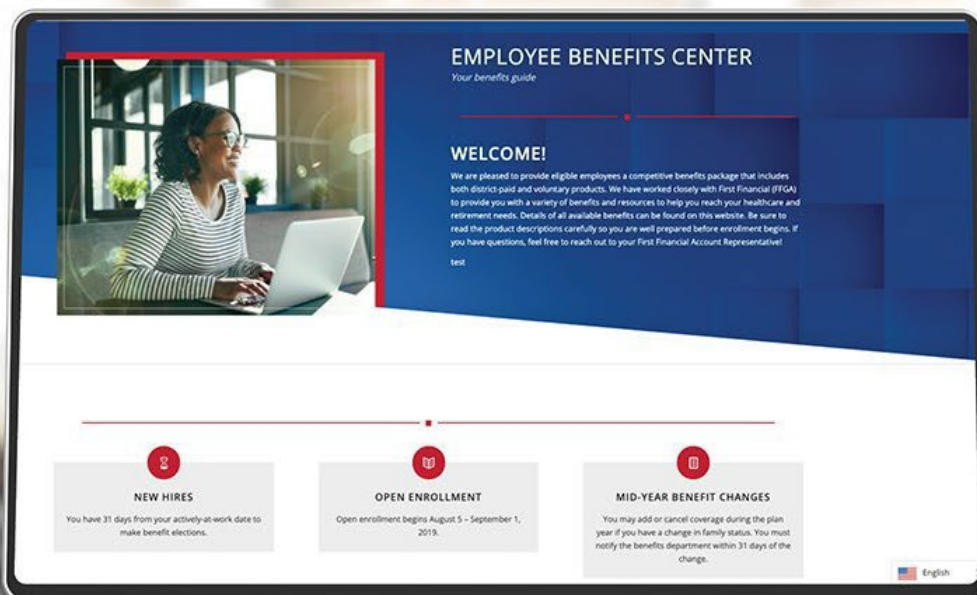 EMPLOYEE BENEFITS CENTER
Your benefits guide
WELCOME!
We are pleased to provide eligible employees a competitive benefits package that includes
both district-paid and voluntary products. We have worked closely with First Financial (FFGA)
to provide you with a variety of benefits and resources to help you reach your healthcare and
retirement needs. Details of all available benefits can be found on this website. Be sure to
read the product descriptions carefully so you are well prepared before enrollment begins. If
you have questions, feel free to reach out to your First Financial Account Representative!
test
NEW HIRES
You have 31 days from your actively-at-work date to
make benefit elections.
OPEN ENROLLMENT
Open enrollment begins August 5 – September 1,
2019.
MID-YEAR BENEFIT CHANGES
You may add or cancel coverage during the plan
year if you have a change in family status. You must
notify the benefits department within 31 days of the
change.
English